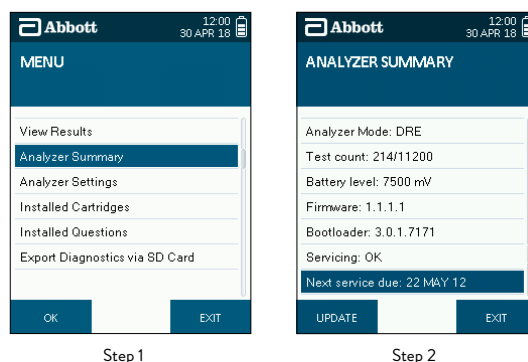 Abbott
12:00
30 APR 18
MENU
View Results
Analyzer Summary
Analyzer Settings
Installed Cartridges
Installed Questions
Export Diagnostics via SD Card
OK EXIT
Step 1
Abbott
12:00
30 APR 18
ANALYZER SUMMARY
Analyzer Mode: DRE
Test count: 214/11200
Battery level: 7500 mV
Firmware: 1.1.1.1
Bootloader: 3.0.1.7171
Servicing: OK
Next service due: 22 MAY 12
UPDATE EXIT
Step 2